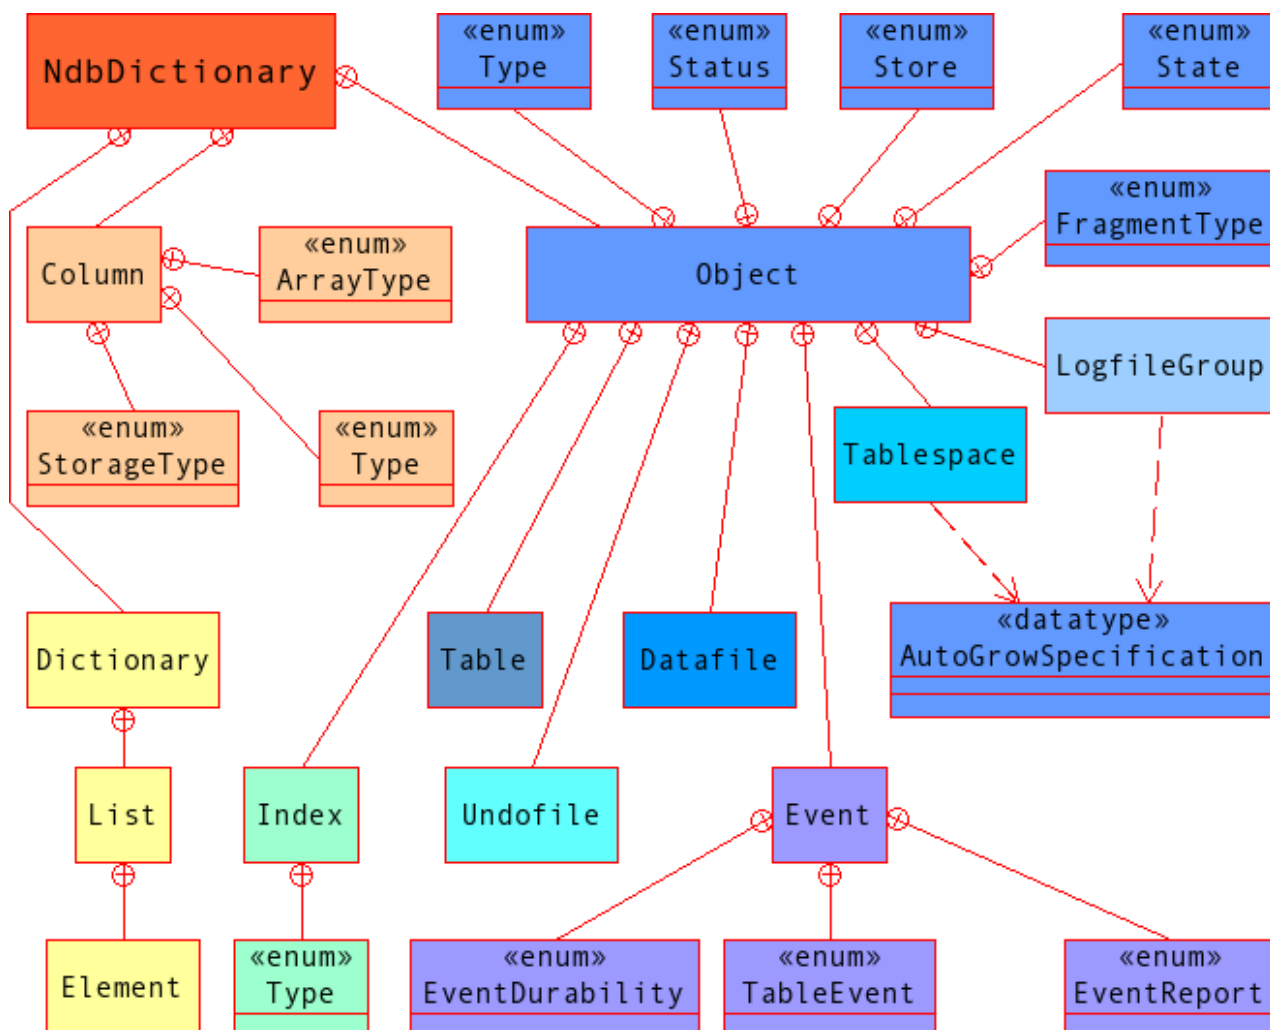 NdbDictionary
«enum»
Type
«enum»
Status
«enum»
Store
«enum»
State
«enum»
FragmentType
Column
«enum»
ArrayType
Object
LogfileGroup
«enum»
StorageType
«enum»
Type
Tablespace
Dictionary
Table
Datafile
«datatype»
AutoGrowSpecification
List
Index
Undofile
Event
Element
«enum»
Type
«enum»
EventDurability
«enum»
TableEvent
«enum»
EventReport